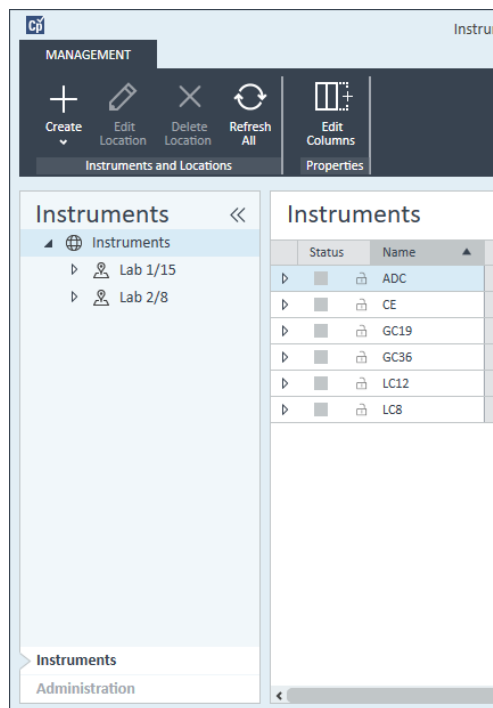 Cp
Instru
MANAGEMENT
Create
Edit Location
Delete Location
Refresh All
Edit Columns
Instruments and Locations
Properties
Instruments
Instruments
Lab 1/15
Lab 2/8
Instruments
Administration
Instruments
Status Name
ADC
CE
GC19
GC36
LC12
LC8